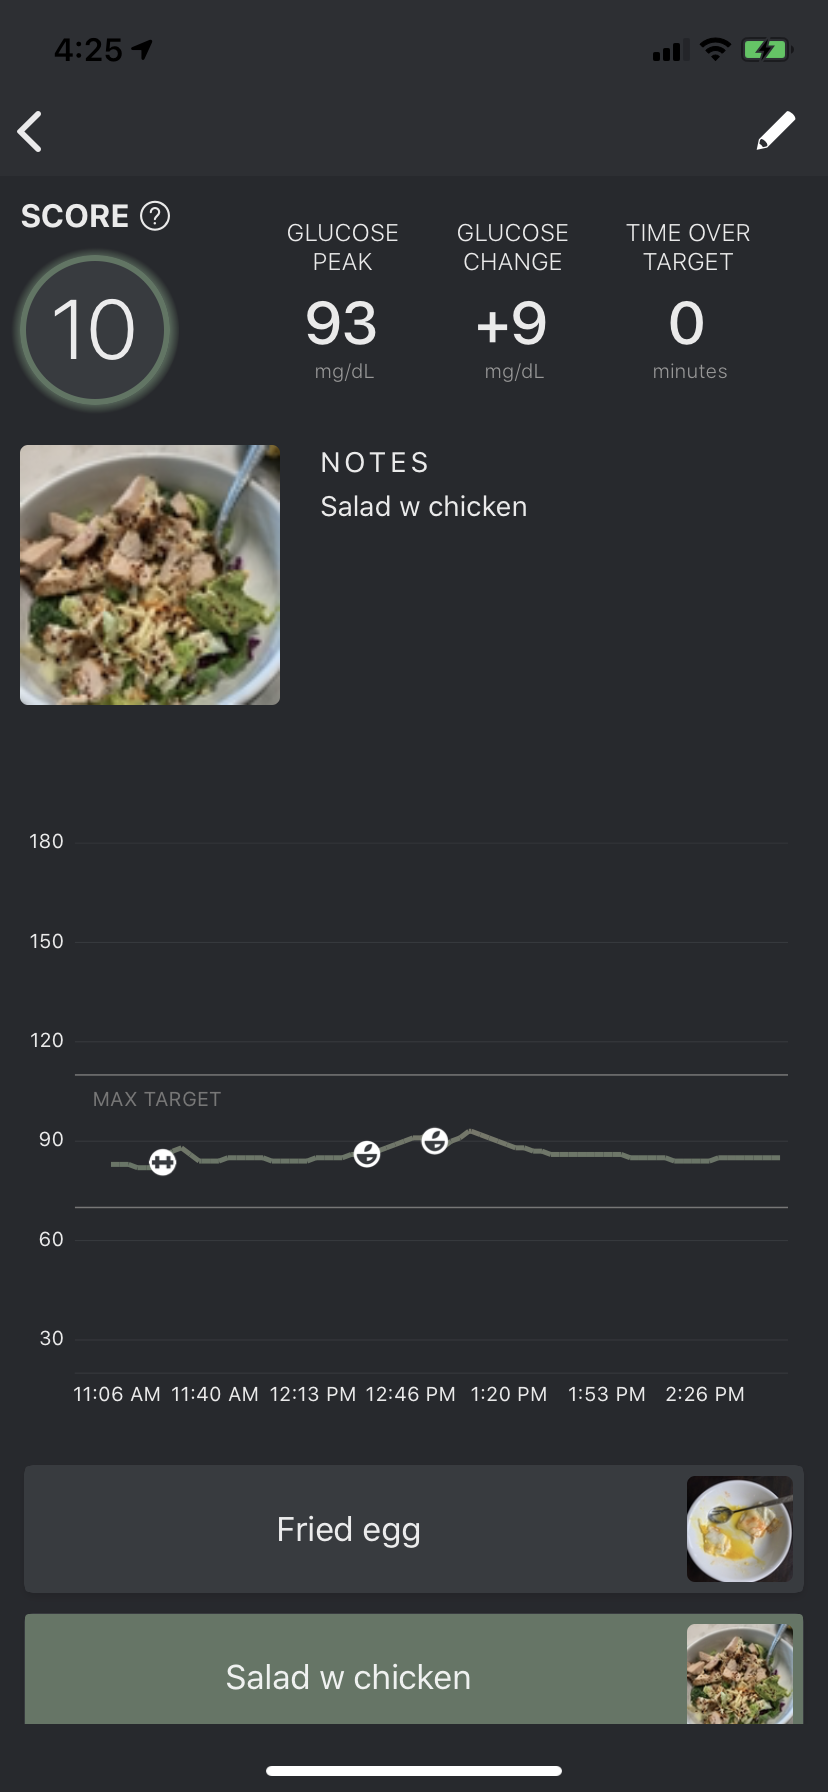 4:25
SCORE ?
GLUCOSE PEAK
93
mg/dL
GLUCOSE CHANGE
+9
mg/dL
TIME OVER TARGET
0
minutes
10
NOTES
Salad w chicken
180
150
120
MAX TARGET
90
60
30
11:06 AM 11:40 AM 12:13 PM 12:46 PM 1:20 PM 1:53 PM 2:26 PM
Fried egg
Salad w chicken